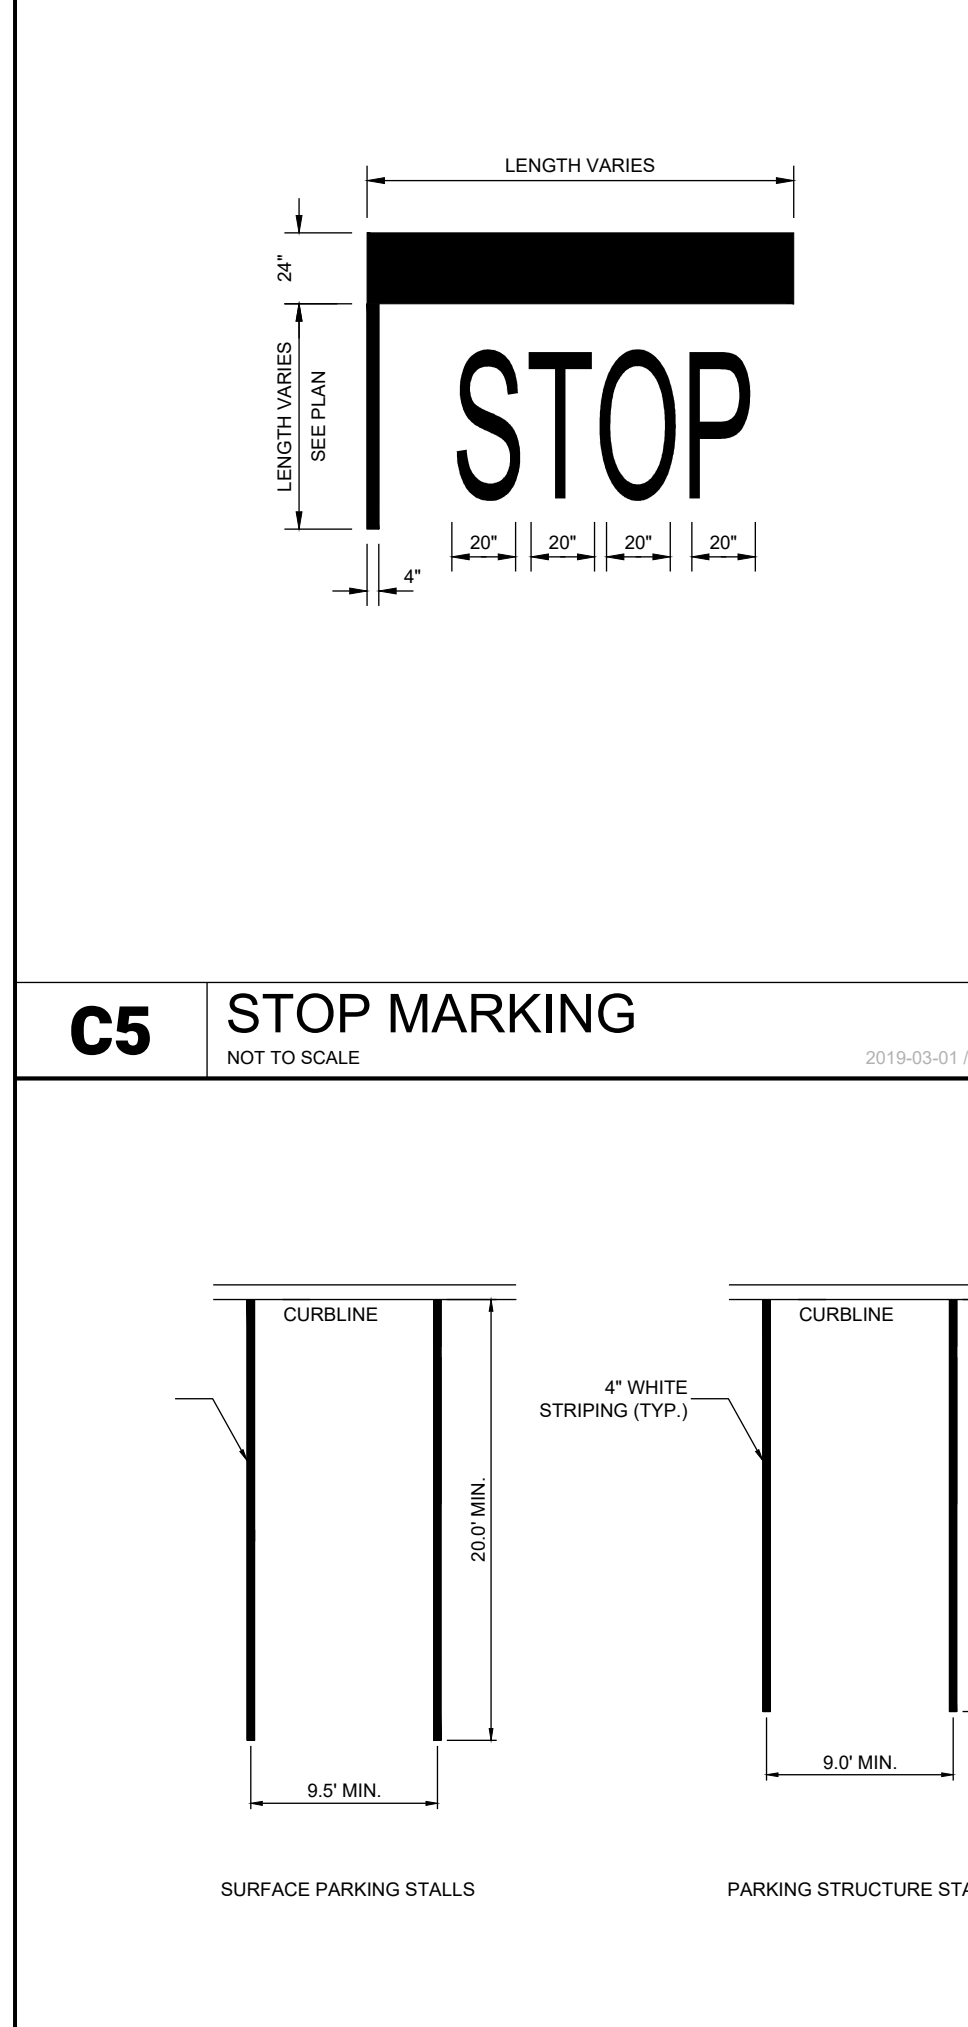 LENGTH VARIES
24"
LENGTH VARIES
SEE PLAN
STOP
20" 20" 20" 20"
4"
C5
STOP MARKING
NOT TO SCALE
2019-03-01 /
CURBLINE
CURBLINE
4" WHITE
STRIPING (TYP.)
20.0' MIN.
9.5' MIN.
9.0' MIN.
SURFACE PARKING STALLS
PARKING STRUCTURE